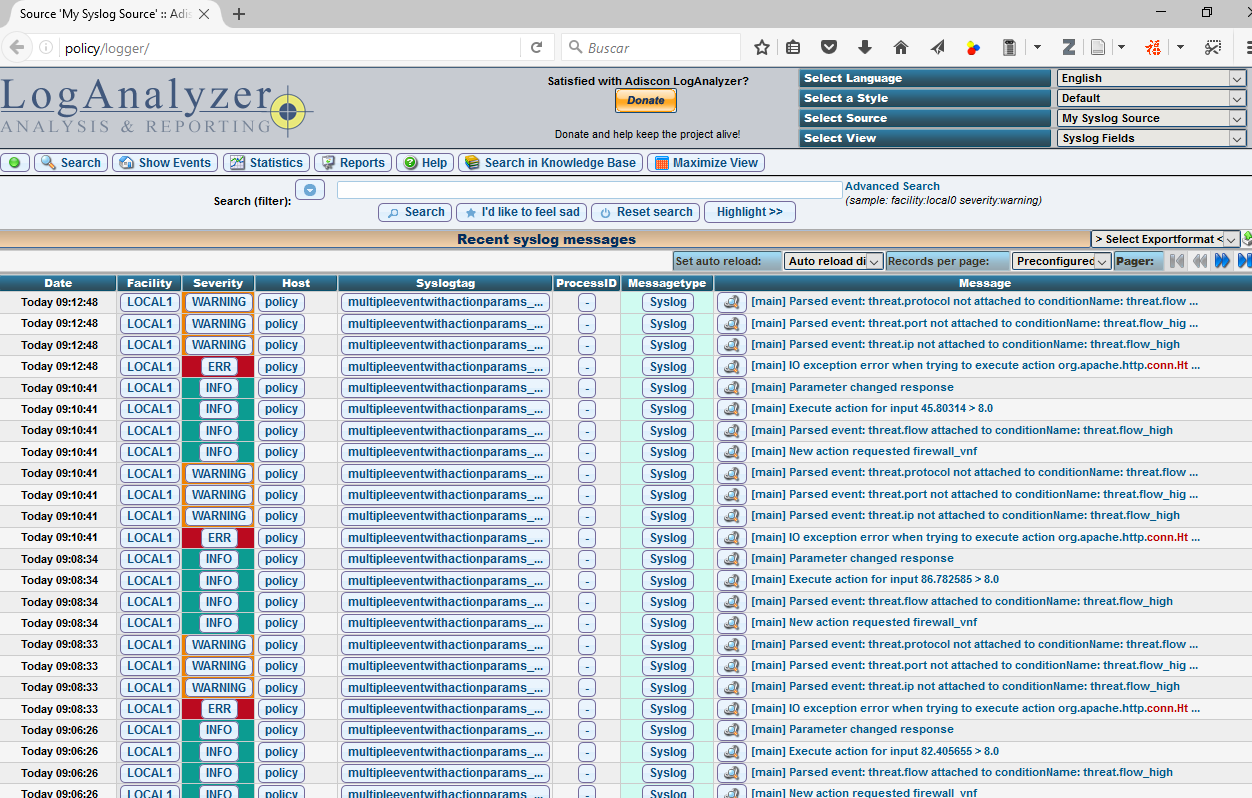 Source 'My Syslog Source' :: Adis
policy/logger/
Buscar
LogAnalyzer
ANALYSIS & REPORTING
Satisfied with Adiscon LogAnalyzer?
Donate
Donate and help keep the project alive!
Select Language English
Select a Style Default
Select Source My Syslog Source
Select View Syslog Fields
Search Show Events Statistics Reports Help Search in Knowledge Base Maximize View
Search (filter): Advanced Search
(sample: facility:local0 severity:warning)
Search I'd like to feel sad Reset search Highlight >>
Recent syslog messages > Select Exportformat <
Set auto reload: Auto reload di Records per page: Preconfigured Pager:
Date Facility Severity Host Syslogtag ProcessID Messagetype Message
Today 09:12:48 LOCAL1 WARNING policy multipleeventwithactionparams_... - Syslog [main] Parsed event: threat.protocol not attached to conditionName: threat.flow ...
Today 09:12:48 LOCAL1 WARNING policy multipleeventwithactionparams_... - Syslog [main] Parsed event: threat.port not attached to conditionName: threat.flow_hig ...
Today 09:12:48 LOCAL1 WARNING policy multipleeventwithactionparams_... - Syslog [main] Parsed event: threat.ip not attached to conditionName: threat.flow_high
Today 09:12:48 LOCAL1 ERR policy multipleeventwithactionparams_... - Syslog [main] IO exception error when trying to execute action org.apache.http.conn.Ht ...
Today 09:10:41 LOCAL1 INFO policy multipleeventwithactionparams_... - Syslog [main] Parameter changed response
Today 09:10:41 LOCAL1 INFO policy multipleeventwithactionparams_... - Syslog [main] Execute action for input 45.80314 > 8.0
Today 09:10:41 LOCAL1 INFO policy multipleeventwithactionparams_... - Syslog [main] Parsed event: threat.flow attached to conditionName: threat.flow_high
Today 09:10:41 LOCAL1 INFO policy multipleeventwithactionparams_... - Syslog [main] New action requested firewall_vnf
Today 09:10:41 LOCAL1 WARNING policy multipleeventwithactionparams_... - Syslog [main] Parsed event: threat.protocol not attached to conditionName: threat.flow ...
Today 09:10:41 LOCAL1 WARNING policy multipleeventwithactionparams_... - Syslog [main] Parsed event: threat.port not attached to conditionName: threat.flow_hig ...
Today 09:10:41 LOCAL1 WARNING policy multipleeventwithactionparams_... - Syslog [main] Parsed event: threat.ip not attached to conditionName: threat.flow_high
Today 09:10:41 LOCAL1 ERR policy multipleeventwithactionparams_... - Syslog [main] IO exception error when trying to execute action org.apache.http.conn.Ht ...
Today 09:08:34 LOCAL1 INFO policy multipleeventwithactionparams_... - Syslog [main] Parameter changed response
Today 09:08:34 LOCAL1 INFO policy multipleeventwithactionparams_... - Syslog [main] Execute action for input 86.782585 > 8.0
Today 09:08:34 LOCAL1 INFO policy multipleeventwithactionparams_... - Syslog [main] Parsed event: threat.flow attached to conditionName: threat.flow_high
Today 09:08:34 LOCAL1 INFO policy multipleeventwithactionparams_... - Syslog [main] New action requested firewall_vnf
Today 09:08:33 LOCAL1 WARNING policy multipleeventwithactionparams_... - Syslog [main] Parsed event: threat.protocol not attached to conditionName: threat.flow ...
Today 09:08:33 LOCAL1 WARNING policy multipleeventwithactionparams_... - Syslog [main] Parsed event: threat.port not attached to conditionName: threat.flow_hig ...
Today 09:08:33 LOCAL1 WARNING policy multipleeventwithactionparams_... - Syslog [main] Parsed event: threat.ip not attached to conditionName: threat.flow_high
Today 09:08:33 LOCAL1 ERR policy multipleeventwithactionparams_... - Syslog [main] IO exception error when trying to execute action org.apache.http.conn.Ht ...
Today 09:06:26 LOCAL1 INFO policy multipleeventwithactionparams_... - Syslog [main] Parameter changed response
Today 09:06:26 LOCAL1 INFO policy multipleeventwithactionparams_... - Syslog [main] Execute action for input 82.405655 > 8.0
Today 09:06:26 LOCAL1 INFO policy multipleeventwithactionparams_... - Syslog [main] Parsed event: threat.flow attached to conditionName: threat.flow_high
Today 09:06:26 LOCAL1 INFO policy multipleeventwithactionparams_... - Syslog [main] New action requested firewall_vnf